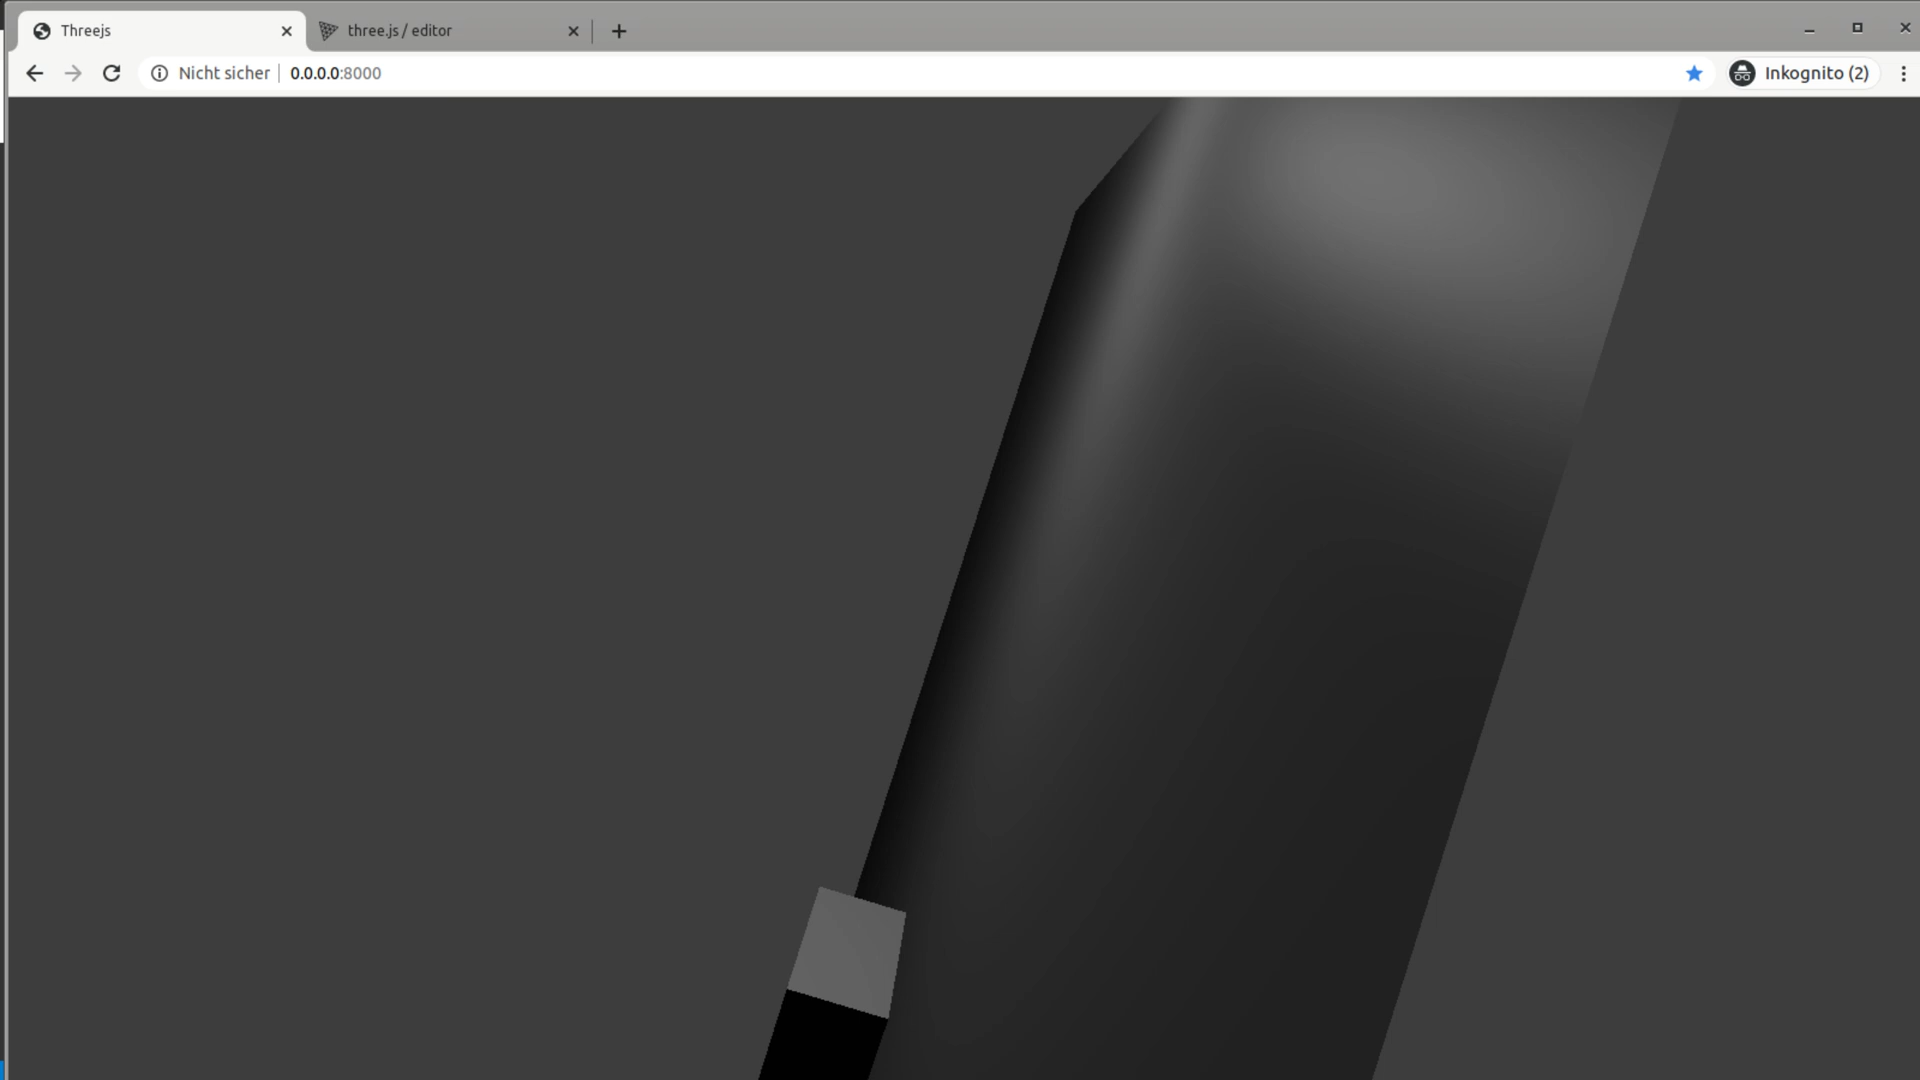 Threejs
three.js / editor
Nicht sicher
0.0.0.0:8000
Inkognito (2)